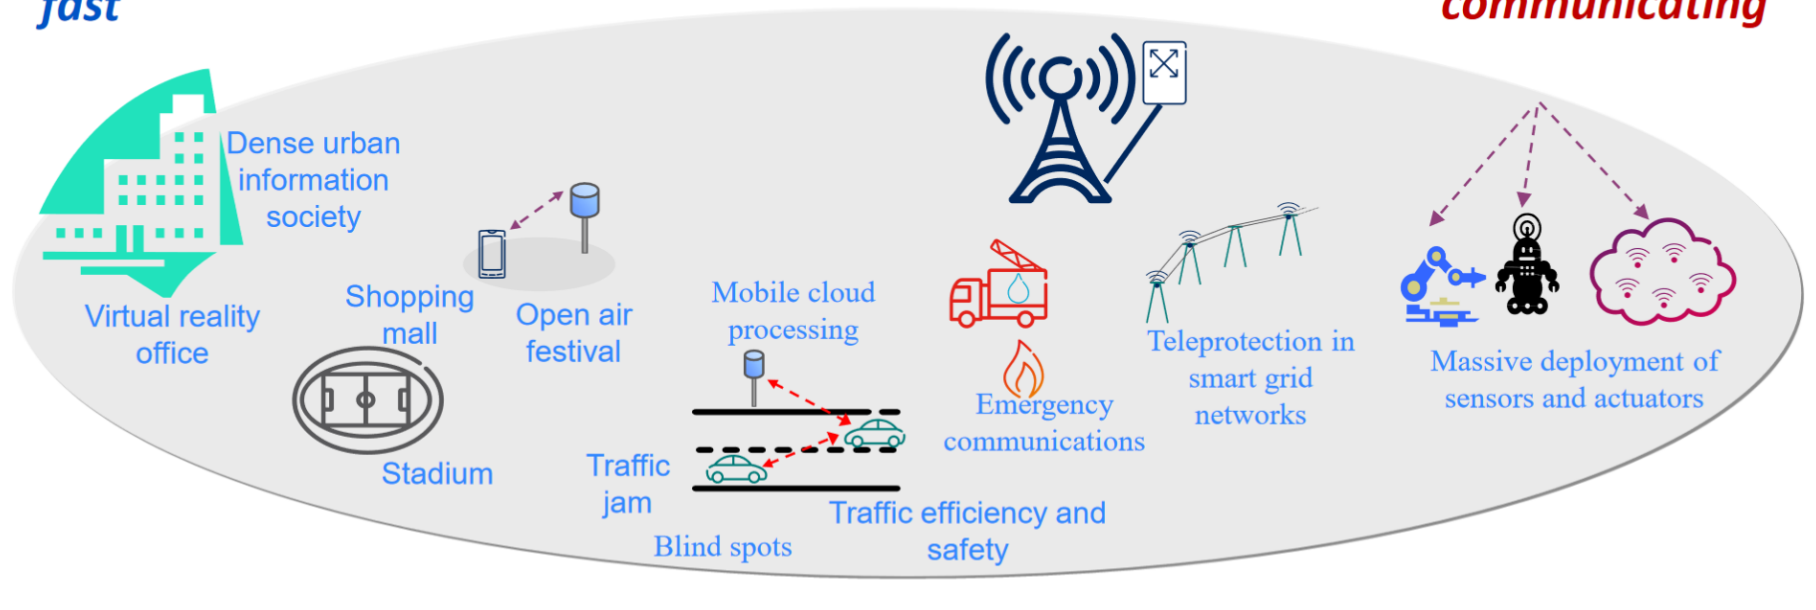 fast
communicating
Dense urban
information
society
Virtual reality
office
Shopping
mall
Open air
festival
Stadium
Mobile cloud
processing
Traffic
jam
Blind spots
Traffic efficiency and
safety
Emergency
communications
Teleprotection in
smart grid
networks
Massive deployment of
sensors and actuators